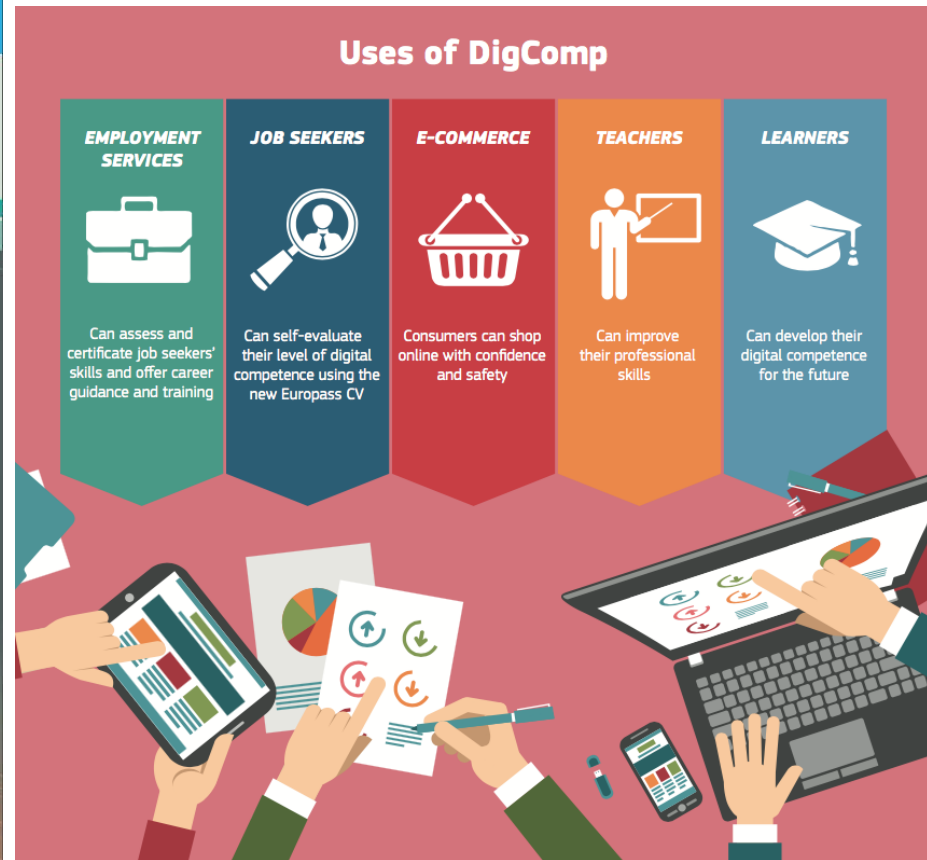 Uses of DigComp
EMPLOYMENT
SERVICES
Can assess and
certificate job seekers'
skills and offer career
guidance and training
JOB SEEKERS
Can self-evaluate
their level of digital
competence using the
new Europass CV
E-COMMERCE
Consumers can shop
online with confidence
and safety
TEACHERS
Can improve
their professional
skills
LEARNERS
Can develop their
digital competence
for the future